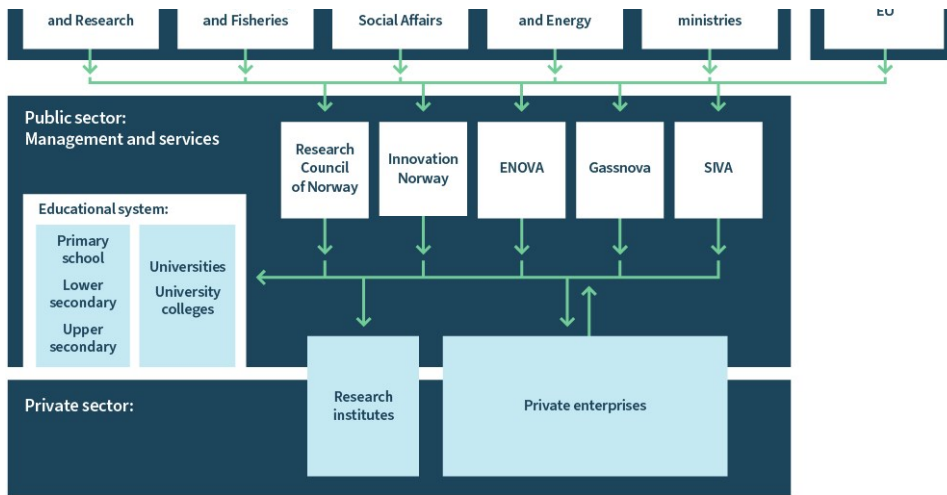 and Research
and Fisheries
Social Affairs
and Energy
ministries
EU
Public sector:
Management and services
Research
Council
of Norway
Innovation
Norway
ENOVA
Gassnova
SIVA
Educational system:
Primary
school
Lower
secondary
Upper
secondary
Universities
University
colleges
Private sector:
Research
institutes
Private enterprises